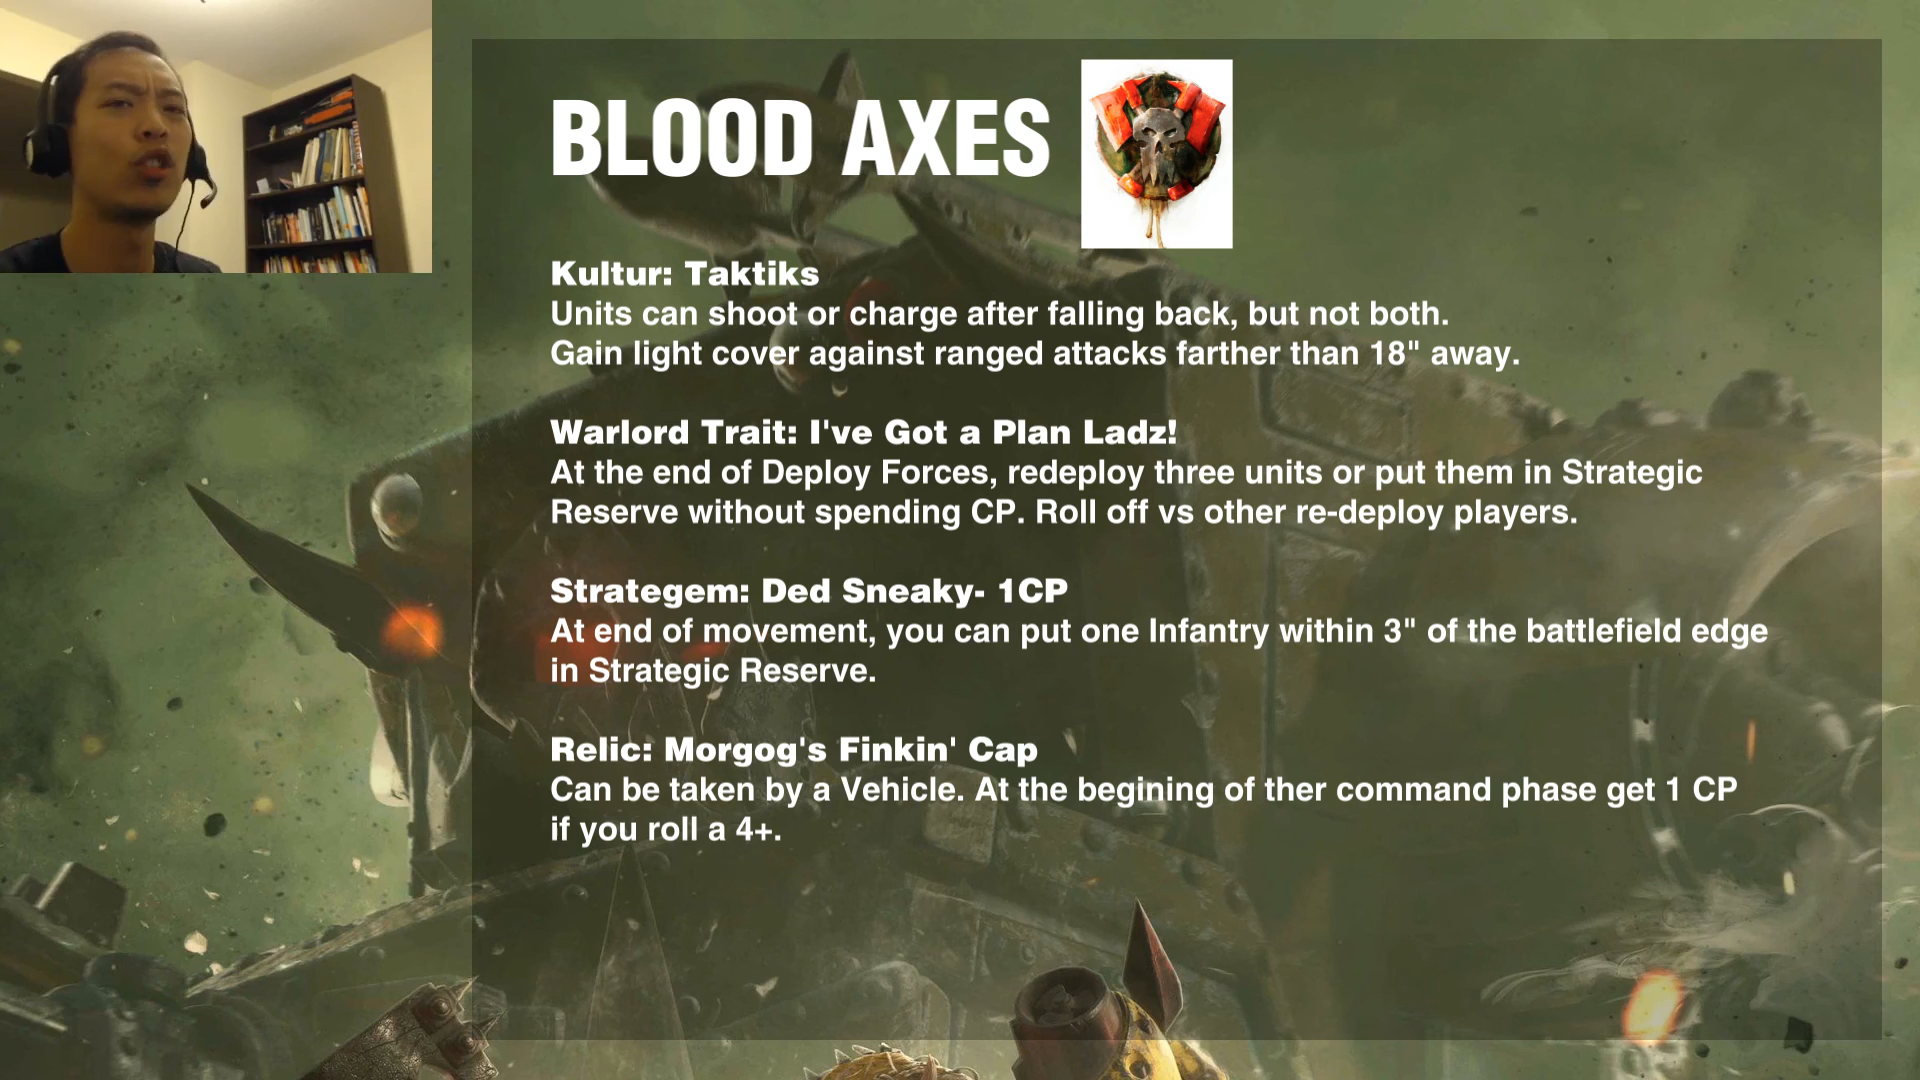 BLOOD AXES
Kultur: Taktiks
Units can shoot or charge after falling back, but not both.
Gain light cover against ranged attacks farther than 18" away.
Warlord Trait: I've Got a Plan Ladz!
At the end of Deploy Forces, redeploy three units or put them in Strategic
Reserve without spending CP. Roll off vs other re-deploy players.
Strategem: Ded Sneaky- 1CP
At end of movement, you can put one Infantry within 3" of the battlefield edge
in Strategic Reserve.
Relic: Morgog's Finkin' Cap
Can be taken by a Vehicle. At the begining of ther command phase get 1 CP
if you roll a 4+.